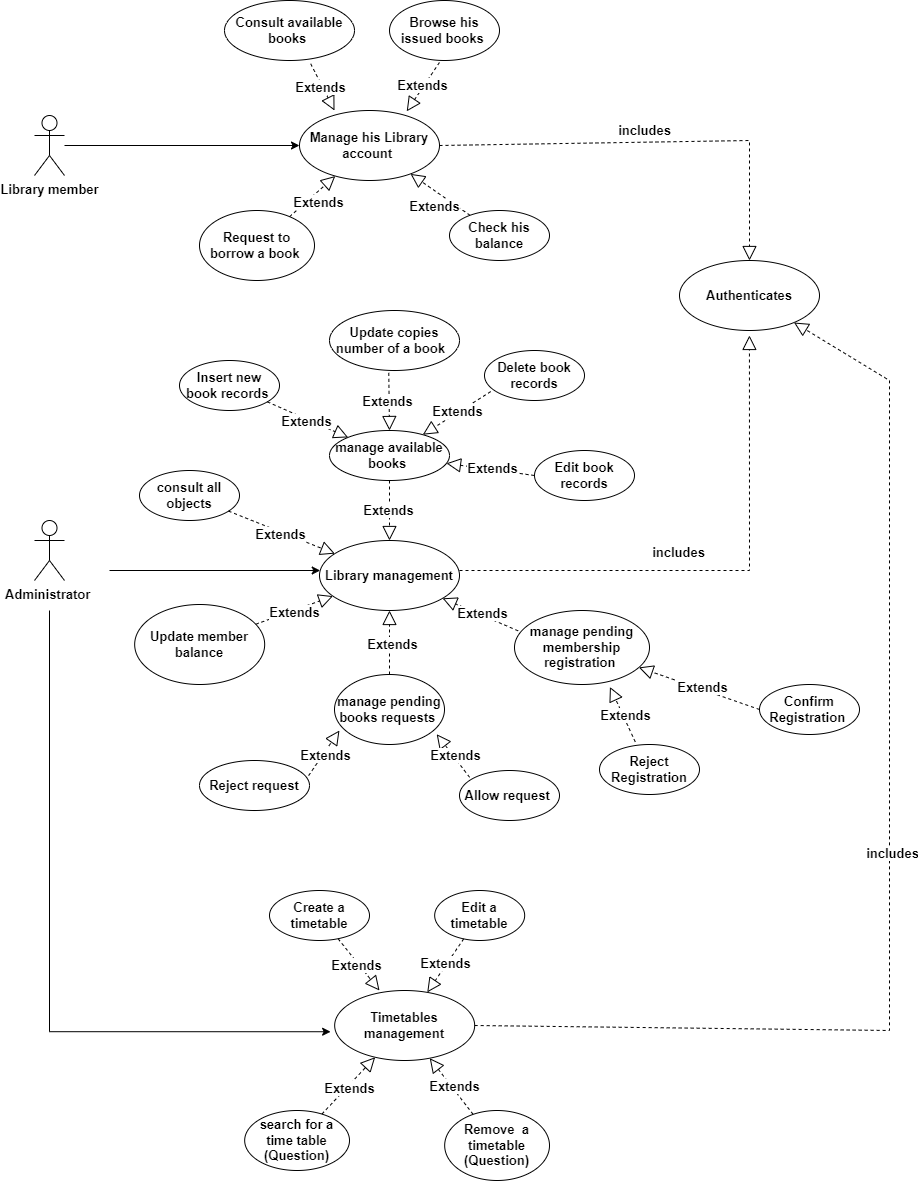 Consult available
books
Browse his
issued books
Extends
Extends
Library member
Manage his Library
account
includes
Extends
Extends
Request to
borrow a book
Check his
balance
Authenticates
Update copies
number of a book
Insert new
book records
Delete book
records
Extends
Extends
Extends
manage available
books
Extends
Edit book
records
consult all
objects
Extends
Extends
Administrator
Library management
includes
Extends
Extends
Update member
balance
Extends
manage pending
membership
registration
manage pending
books requests
Extends
Confirm
Registration
Extends
Extends
Extends
Reject request
Allow request
Reject
Registration
includes
Create a
timetable
Edit a
timetable
Extends
Extends
Timetables
management
Extends
Extends
search for a
time table
(Question)
Remove a
timetable
(Question)